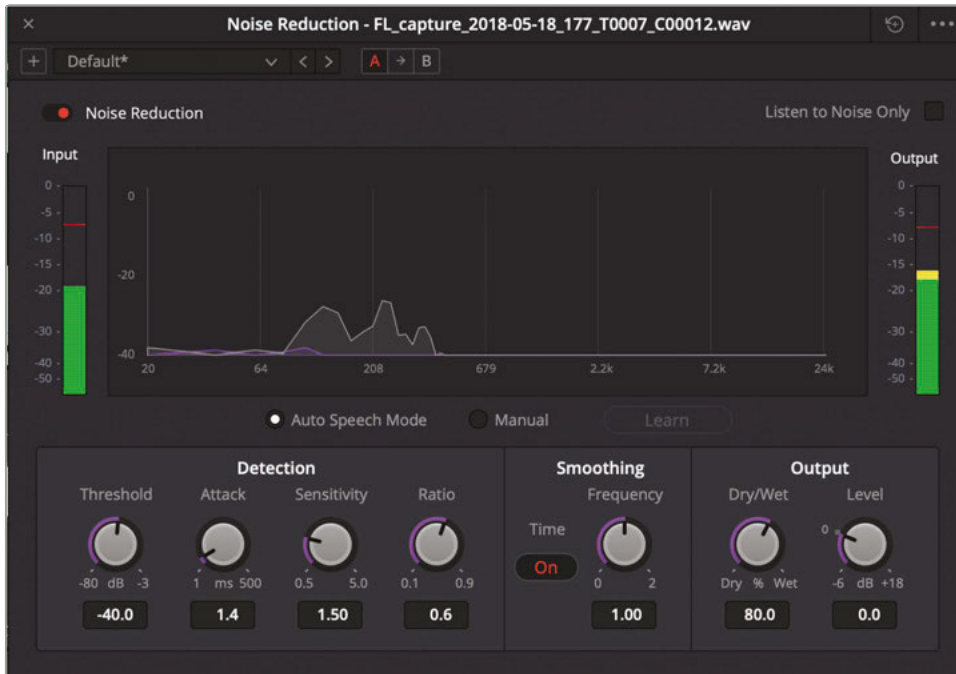 Noise Reduction - FL_capture_2018-05-18_177_T0007_C00012.wav
Default*
A
B
Noise Reduction
Listen to Noise Only
Input
Output
0
-5
-10
-15
-20
-30
-40
-50
0
-20
-40
20 64 208 679 2.2k 7.2k 24k
0
-5
-10
-15
-20
-30
-40
-50
Auto Speech Mode Manual Learn
Detection Smoothing Output
Threshold Attack Sensitivity Ratio Frequency Dry/Wet Level
Time
0
On
-80 dB -3 1 ms 500 0.5 5.0 0.1 0.9 0 2 Dry % Wet -6 dB +18
-40.0 1.4 1.50 0.6 1.00 80.0 0.0